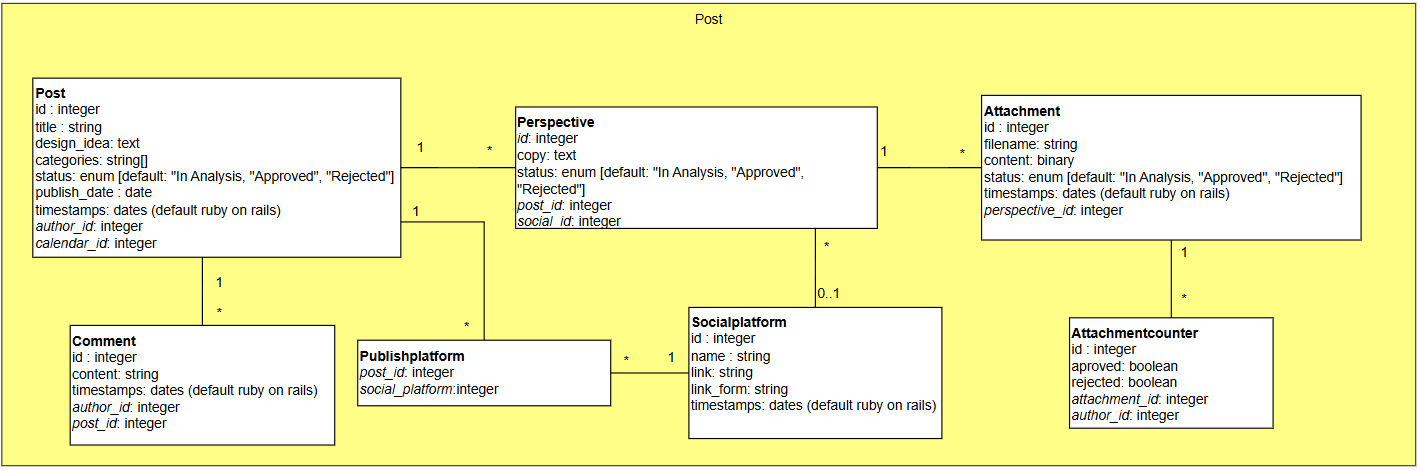 Post
Post
id : integer
title : string
design_idea: text
categories: string[]
status: enum [default: "In Analysis, "Approved", "Rejected"]
publish_date : date
timestamps: dates (default ruby on rails)
author_id: integer
calendar_id: integer
1
*
Perspective
id: integer
copy: text
status: enum [default: "In Analysis, "Approved",
"Rejected"]
post_id: integer
social_id: integer
1
*
Attachment
id : integer
filename: string
content: binary
status: enum [default: "In Analysis, "Approved", "Rejected"]
timestamps: dates (default ruby on rails)
perspective_id: integer
1
*
1
*
*
0..1
1
*
Comment
id : integer
content: string
timestamps: dates (default ruby on rails)
author_id: integer
post_id: integer
Publishplatform
post_id: integer
social_platform:integer
*
1
Socialplatform
id : integer
name : string
link: string
link_form: string
timestamps: dates (default ruby on rails)
Attachmentcounter
id : integer
aproved: boolean
rejected: boolean
attachment_id: integer
author_id: integer